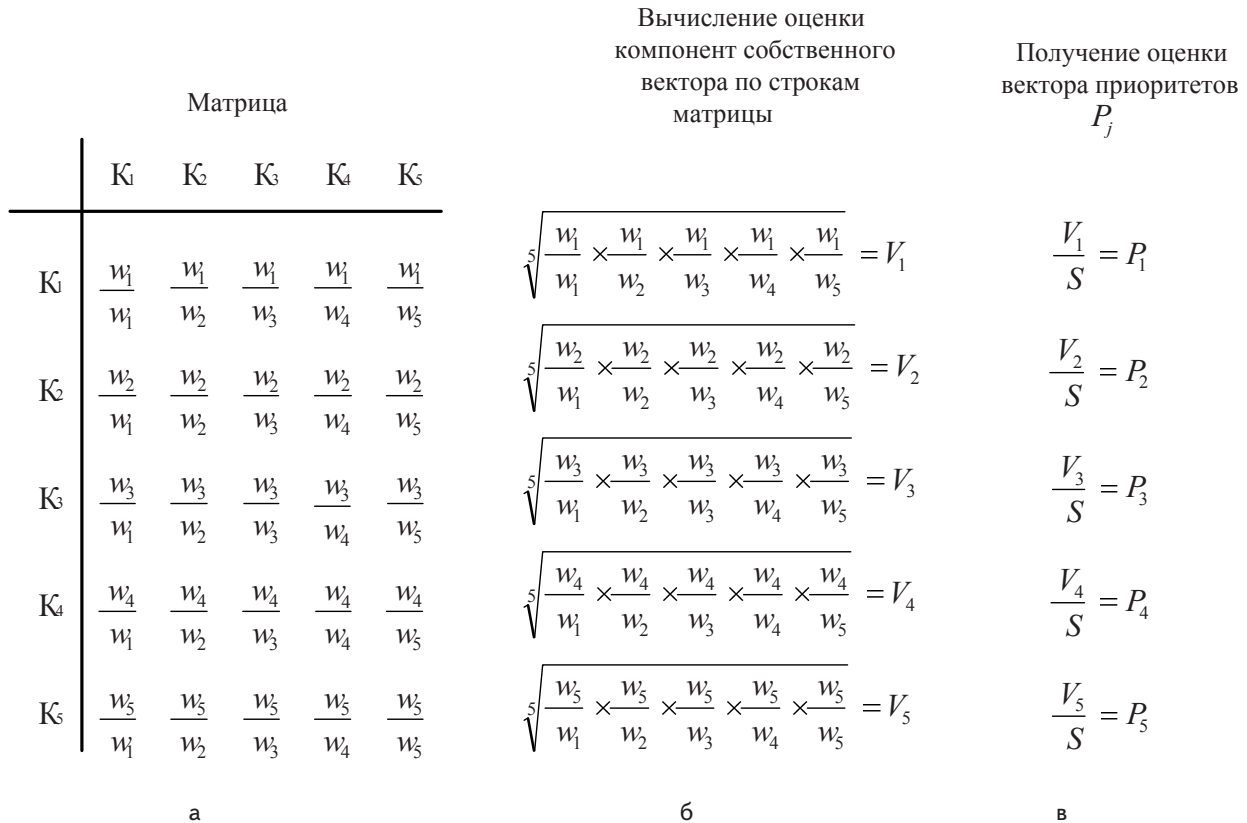 Вычисление оценки
компонент собственного
вектора по строкам
матрицы
Получение оценки
вектора приоритетов
P_j
Матрица
K₁ K₂ K₃ K₄ K₅
K₁ w₁/w₁ w₁/w₂ w₁/w₃ w₁/w₄ w₁/w₅ ⁵√(w₁/w₁ × w₁/w₂ × w₁/w₃ × w₁/w₄ × w₁/w₅) = V₁ V₁/S = P₁
K₂ w₂/w₁ w₂/w₂ w₂/w₃ w₂/w₄ w₂/w₅ ⁵√(w₂/w₁ × w₂/w₂ × w₂/w₃ × w₂/w₄ × w₂/w₅) = V₂ V₂/S = P₂
K₃ w₃/w₁ w₃/w₂ w₃/w₃ w₃/w₄ w₃/w₅ ⁵√(w₃/w₁ × w₃/w₂ × w₃/w₃ × w₃/w₄ × w₃/w₅) = V₃ V₃/S = P₃
K₄ w₄/w₁ w₄/w₂ w₄/w₃ w₄/w₄ w₄/w₅ ⁵√(w₄/w₁ × w₄/w₂ × w₄/w₃ × w₄/w₄ × w₄/w₅) = V₄ V₄/S = P₄
K₅ w₅/w₁ w₅/w₂ w₅/w₃ w₅/w₄ w₅/w₅ ⁵√(w₅/w₁ × w₅/w₂ × w₅/w₃ × w₅/w₄ × w₅/w₅) = V₅ V₅/S = P₅
а б в